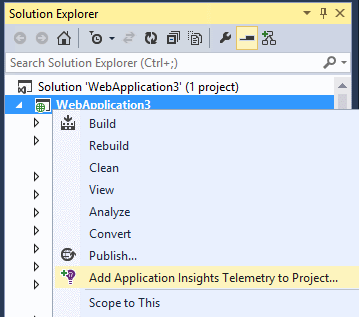 Solution Explorer
Search Solution Explorer (Ctrl+;)
Solution 'WebApplication3' (1 project)
WebApplication3
Build
Rebuild
Clean
View
Analyze
Convert
Publish...
Add Application Insights Telemetry to Project...
Scope to This